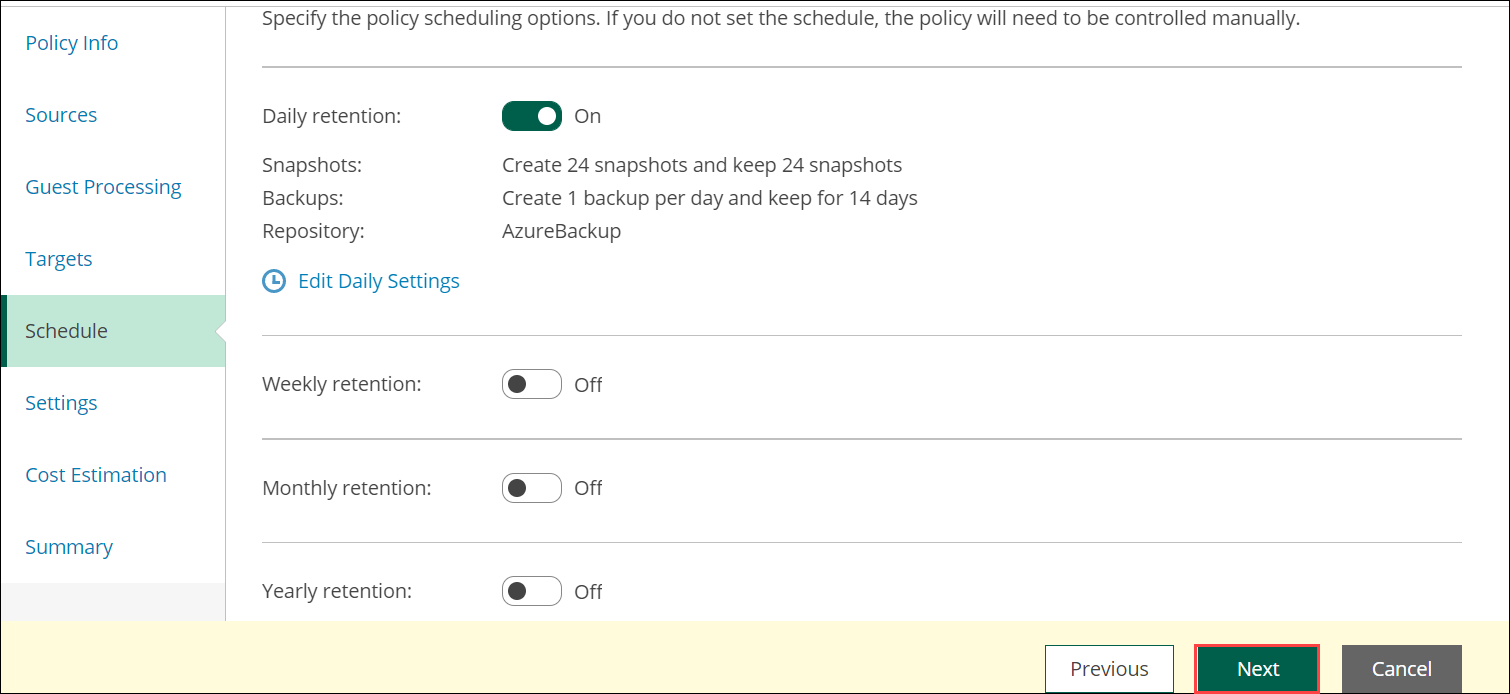 Specify the policy scheduling options. If you do not set the schedule, the policy will need to be controlled manually.
Policy Info
Sources
Guest Processing
Targets
Schedule
Settings
Cost Estimation
Summary
Daily retention: On
Snapshots: Create 24 snapshots and keep 24 snapshots
Backups: Create 1 backup per day and keep for 14 days
Repository: AzureBackup
Edit Daily Settings
Weekly retention: Off
Monthly retention: Off
Yearly retention: Off
Previous Next Cancel